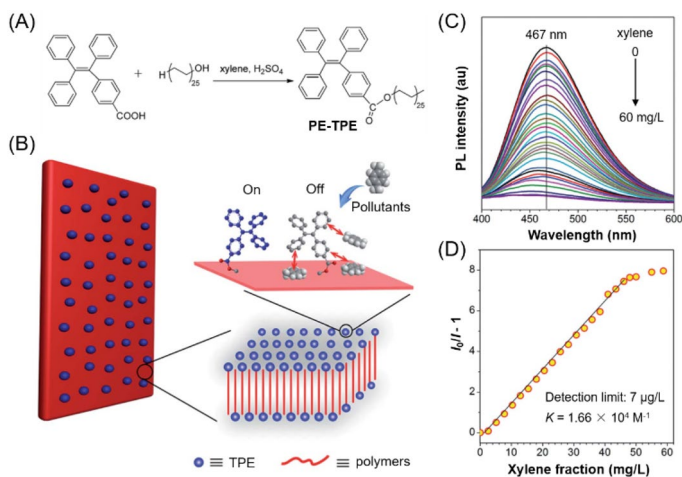 (A)
COOH
+
H
25
OH
xylene, H₂SO₄
O
O
25
PE-TPE
(B)
On
Off
Pollutants
TPE
polymers
(C)
467 nm
xylene
0
60 mg/L
PL intensity (au)
400
450
500
550
600
Wavelength (nm)
(D)
8
6
4
2
0
I₀/I - 1
Detection limit: 7 µg/L
K = 1.66 × 10⁴ M⁻¹
0 10 20 30 40 50 60
Xylene fraction (mg/L)